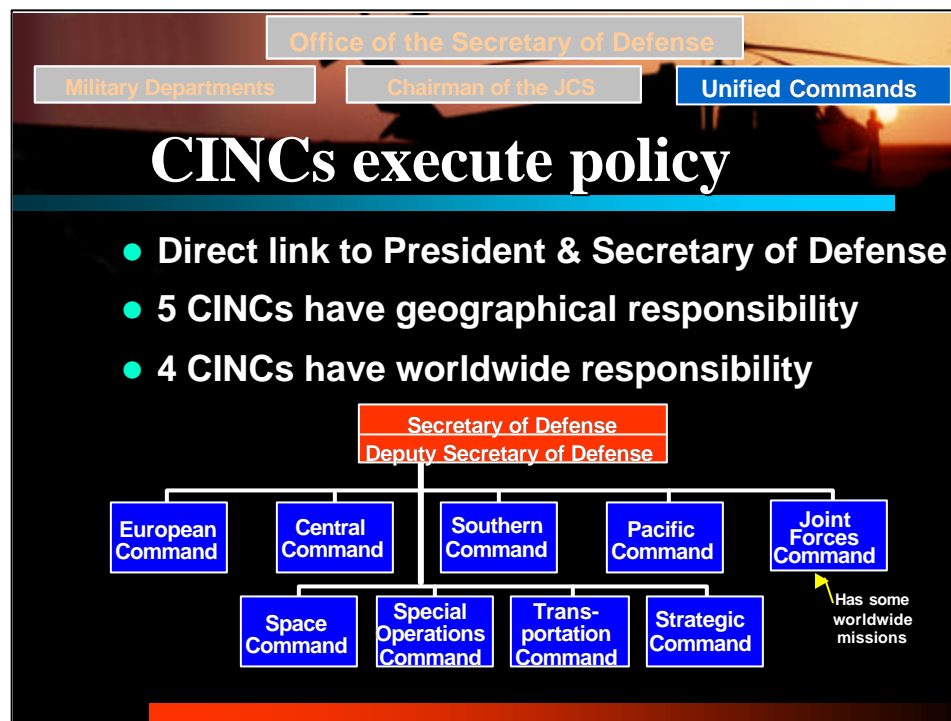 Office of the Secretary of Defense
Military Departments
Chairman of the JCS
Unified Commands
CINCs execute policy
Direct link to President & Secretary of Defense
5 CINCs have geographical responsibility
4 CINCs have worldwide responsibility
Secretary of Defense
Deputy Secretary of Defense
European
Command
Central
Command
Southern
Command
Pacific
Command
Joint
Forces
Command
Has some
worldwide
missions
Space
Command
Special
Operations
Command
Trans-
portation
Command
Strategic
Command